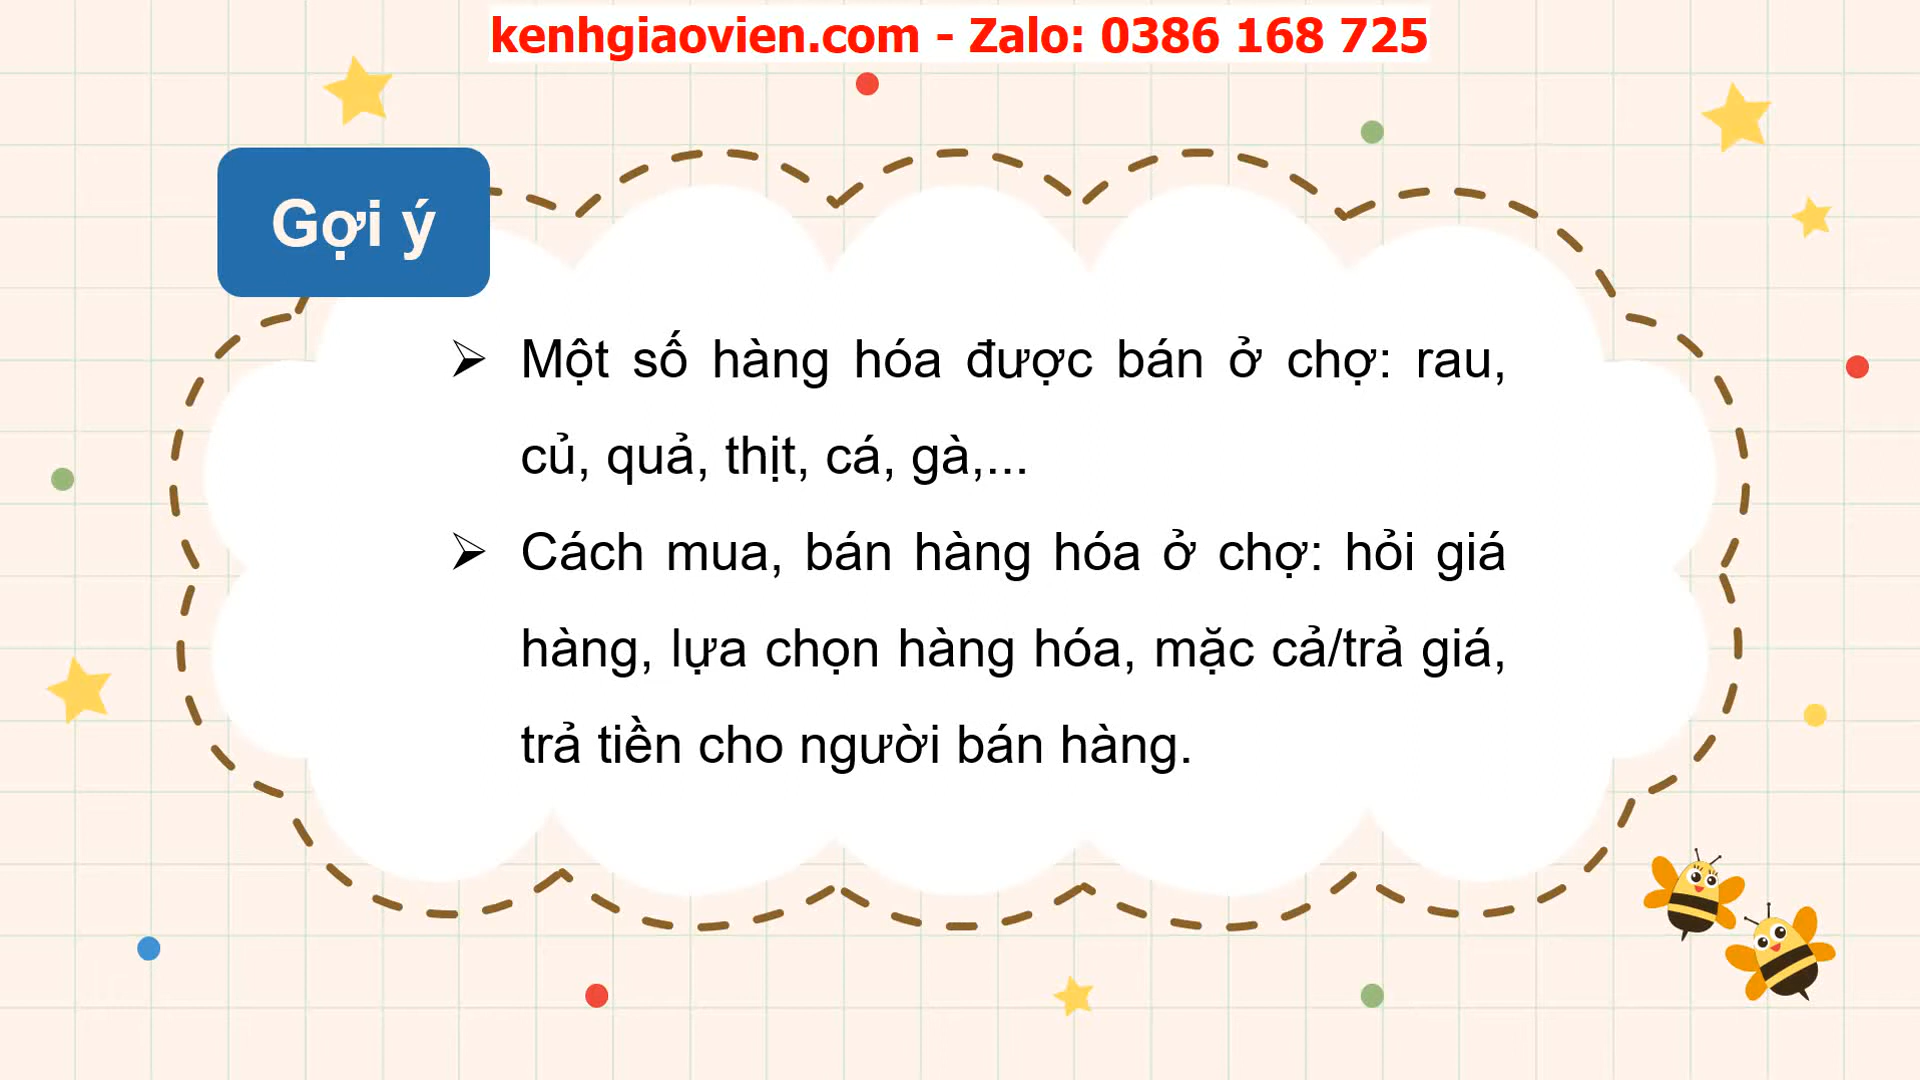 kenhgiaovien.com - Zalo: 0386 168 725
Gợi ý
➢ Một số hàng hóa được bán ở chợ: rau,
củ, quả, thịt, cá, gà,...
➢ Cách mua, bán hàng hóa ở chợ: hỏi giá
hàng, lựa chọn hàng hóa, mặc cả/trả giá,
trả tiền cho người bán hàng.